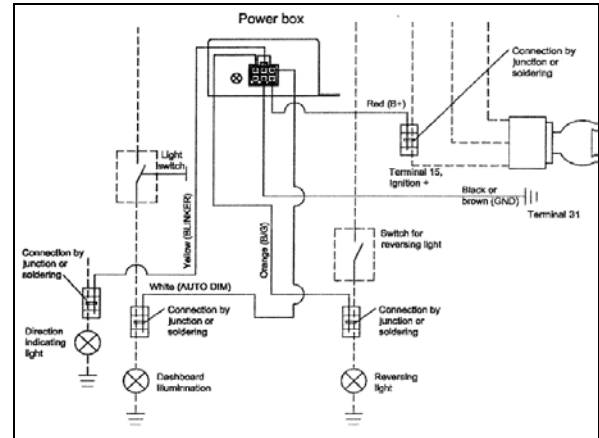 Power box
Connection by
junction or
soldering
Red (B+)
Light
switch
Terminal 15,
Ignition +
Black or
brown (GND)
Terminal 31
Yellow (BLINKER)
Orange (B/G)
Switch for
reversing light
Connection by
junction or
soldering
White (AUTO DIM)
Connection by
junction or
soldering
Connection by
junction or
soldering
Direction
indicating
light
Dashboard
illumination
Reversing
light